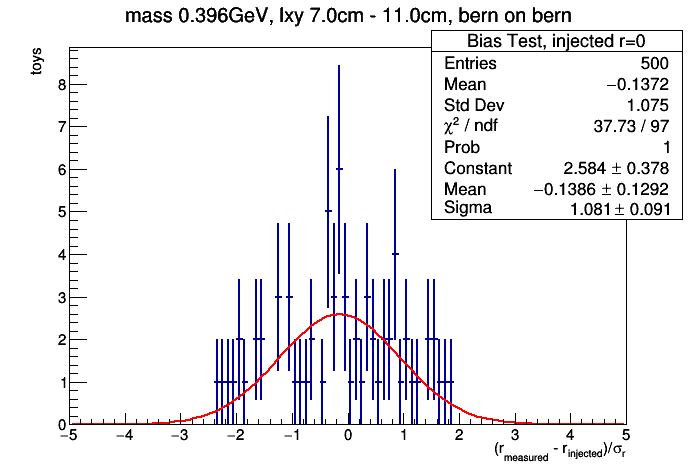 mass 0.396GeV, lxy 7.0cm - 11.0cm, bern on bern
Bias Test, injected r=0
Entries 500
Mean −0.1372
Std Dev 1.075
χ² / ndf 37.73 / 97
Prob 1
Constant 2.584 ± 0.378
Mean −0.1386 ± 0.1292
Sigma 1.081 ± 0.091
toys
8
7
6
5
4
3
2
1
0
−5 −4 −3 −2 −1 0 1 2 3 4 5
(r_measured - r_injected)/σ_r